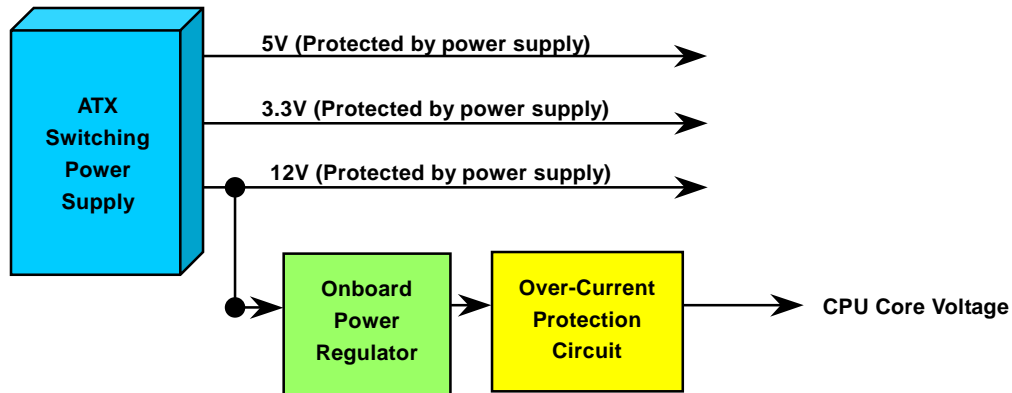 5V (Protected by power supply)
ATX
Switching
Power
Supply
3.3V (Protected by power supply)
12V (Protected by power supply)
Onboard
Power
Regulator
Over-Current
Protection
Circuit
CPU Core Voltage